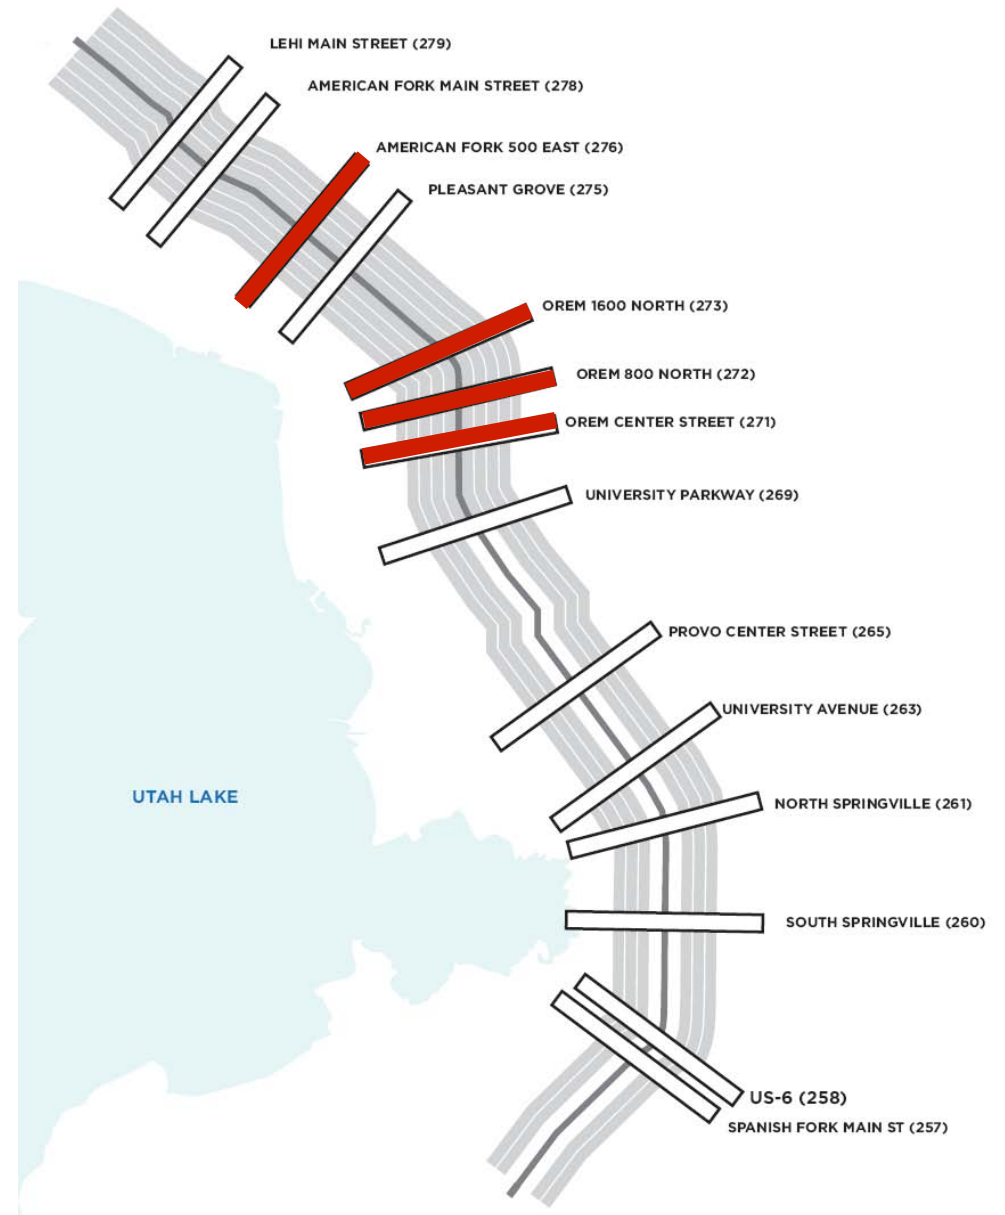 LEHI MAIN STREET (279)
AMERICAN FORK MAIN STREET (278)
AMERICAN FORK 500 EAST (276)
PLEASANT GROVE (275)
OREM 1600 NORTH (273)
OREM 800 NORTH (272)
OREM CENTER STREET (271)
UNIVERSITY PARKWAY (269)
PROVO CENTER STREET (265)
UNIVERSITY AVENUE (263)
UTAH LAKE
NORTH SPRINGVILLE (261)
SOUTH SPRINGVILLE (260)
US-6 (258)
SPANISH FORK MAIN ST (257)